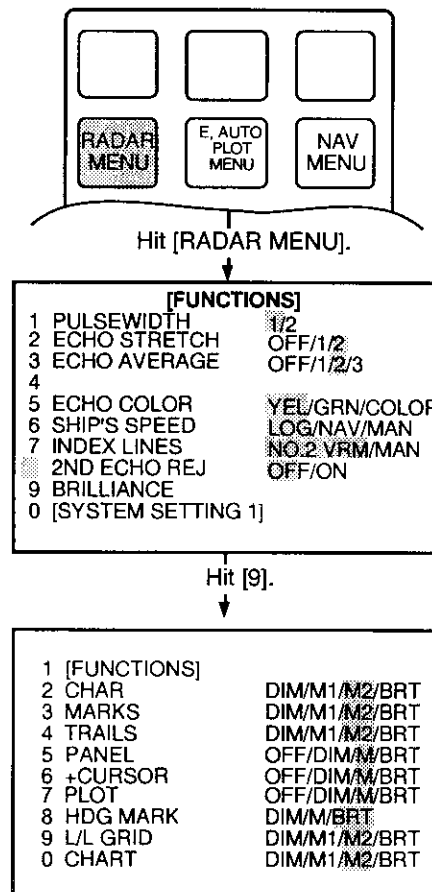 RADAR
MENU
E, AUTO
PLOT
MENU
NAV
MENU
Hit [RADAR MENU].
[FUNCTIONS]
1 PULSEWIDTH 1/2
2 ECHO STRETCH OFF/1/2
3 ECHO AVERAGE OFF/1/2/3
4
5 ECHO COLOR YEL/GRN/COLOR
6 SHIP'S SPEED LOG/NAV/MAN
7 INDEX LINES NO.2 VRM/MAN
2ND ECHO REJ OFF/ON
9 BRILLIANCE
0 [SYSTEM SETTING 1]
Hit [9].
1 [FUNCTIONS]
2 CHAR DIM/M1/M2/BRT
3 MARKS DIM/M1/M2/BRT
4 TRAILS DIM/M1/M2/BRT
5 PANEL OFF/DIM/M/BRT
6 +CURSOR OFF/DIM/M/BRT
7 PLOT OFF/DIM/M/BRT
8 HDG MARK DIM/M/BRT
9 L/L GRID DIM/M1/M2/BRT
0 CHART DIM/M1/M2/BRT